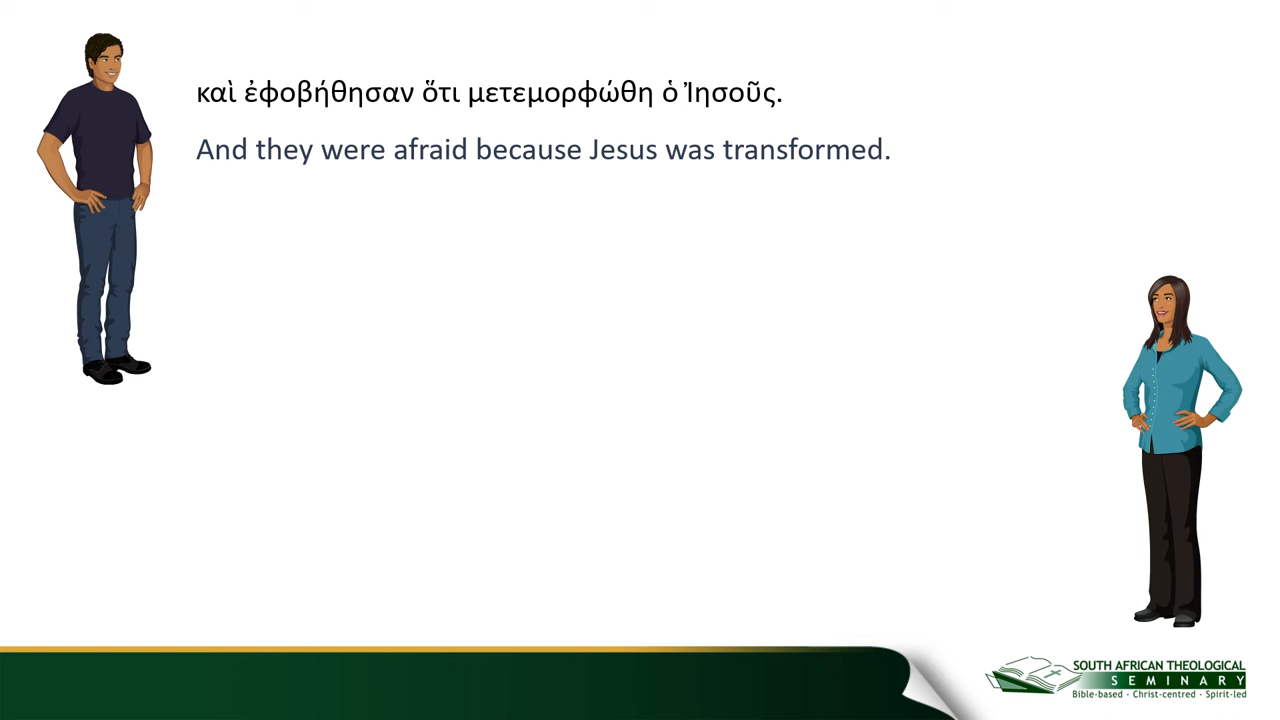 καὶ ἐφοβήθησαν ὅτι μετεμορφώθη ὁ Ἰησοῦς.
And they were afraid because Jesus was transformed.
SOUTH AFRICAN THEOLOGICAL
SEMINARY
Bible-based - Christ-centred - Spirit-led